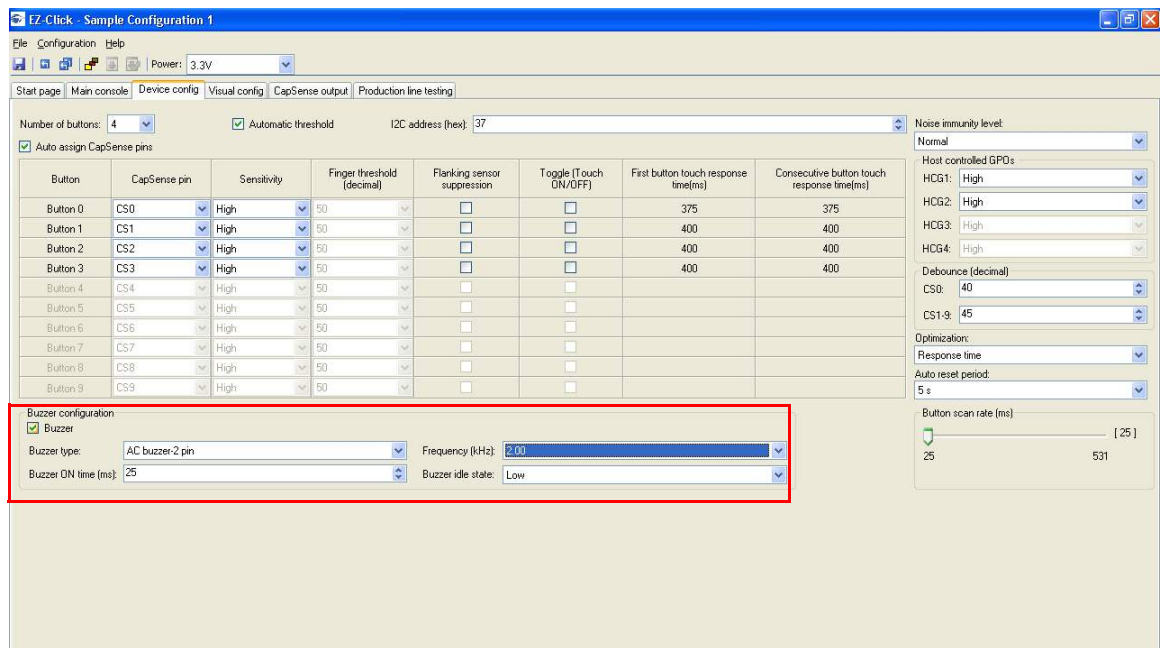 EZ-Click - Sample Configuration 1
File Configuration Help
Power: 3.3V
Start page Main console Device config Visual config CapSense output Production line testing
Number of buttons: 4 Automatic threshold I2C address (hex): 37
Auto assign CapSense pins
Button CapSense pin Sensitivity Finger threshold (decimal) Flanking sensor suppression Toggle (Touch ON/OFF) First button touch response time(ms) Consecutive button touch response time(ms)
Button 0 CS0 High 50 375 375
Button 1 CS1 High 50 400 400
Button 2 CS2 High 50 400 400
Button 3 CS3 High 50 400 400
Button 4 CS4 High 50
Button 5 CS5 High 50
Button 6 CS6 High 50
Button 7 CS7 High 50
Button 8 CS8 High 50
Button 9 CS9 High 50
Buzzer configuration
Buzzer
Buzzer type: AC buzzer-2 pin Frequency (kHz): 2.00
Buzzer ON time (ms): 25 Buzzer idle state: Low
Noise immunity level:
Normal
Host controlled GPOs
HCG1: High
HCG2: High
HCG3: High
HCG4: High
Debounce (decimal)
CS0: 40
CS1-9: 45
Optimization:
Response time
Auto reset period:
5 s
Button scan rate (ms)
[ 25 ]
25 531